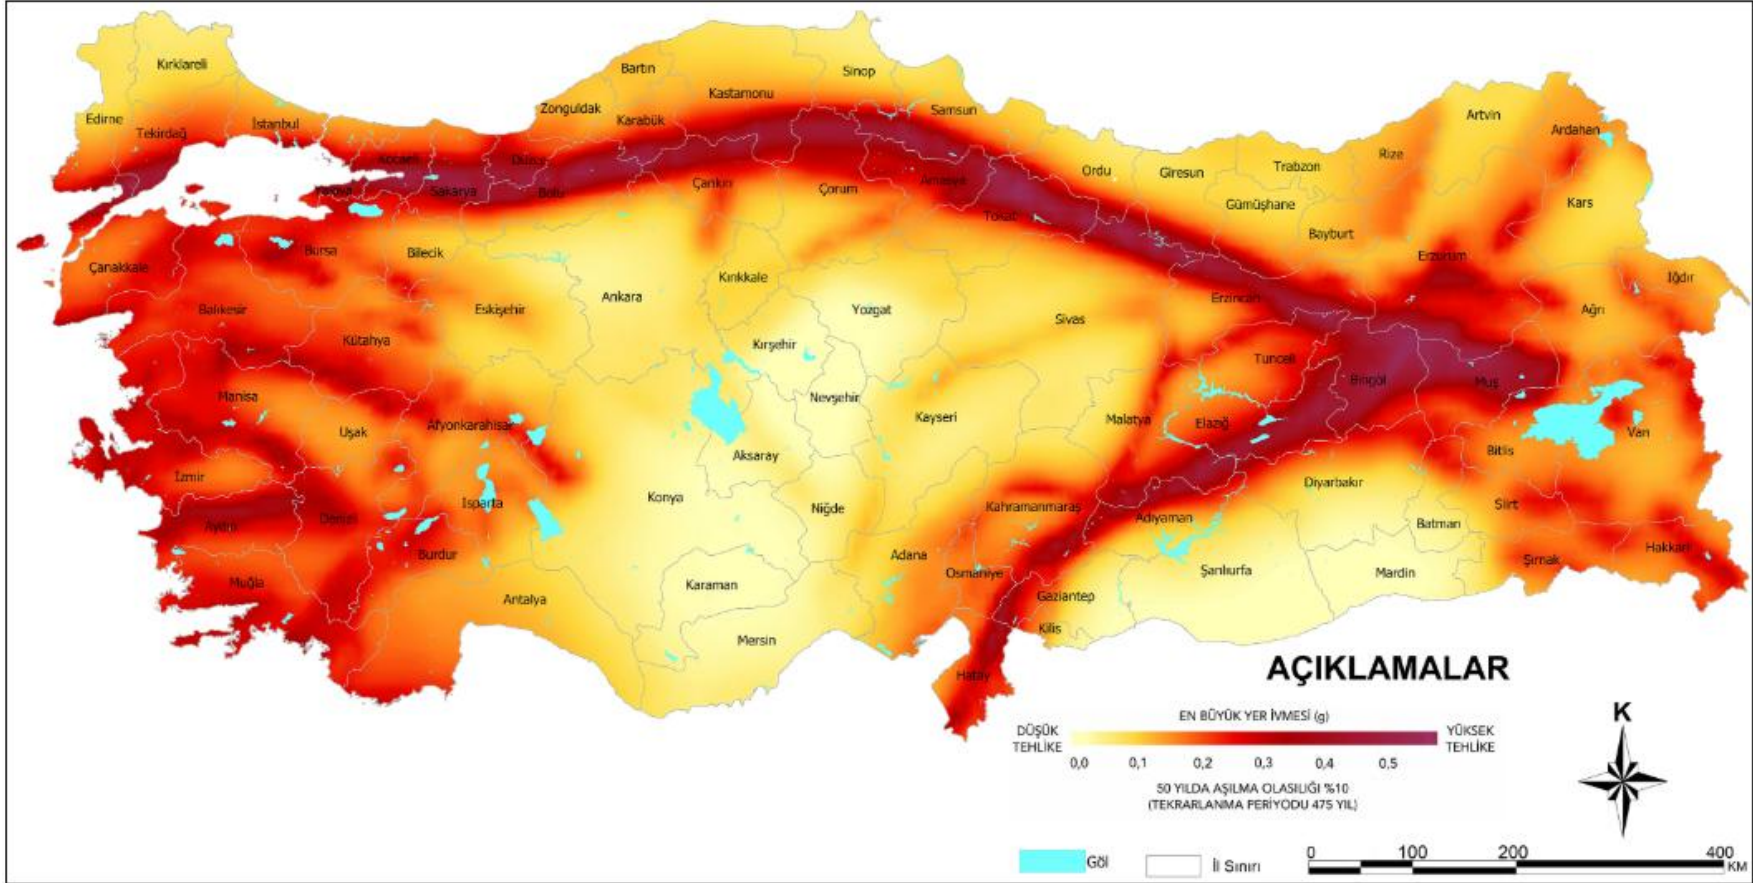 Kırklareli
Edirne
Tekirdağ
İstanbul
Kocaeli
Yalova
Sakarya
Düzce
Bolu
Zonguldak
Bartın
Karabük
Kastamonu
Sinop
Samsun
Çankırı
Çorum
Amasya
Tokat
Ordu
Giresun
Trabzon
Gümüşhane
Bayburt
Rize
Artvin
Ardahan
Kars
Erzurum
Iğdır
Ağrı
Çanakkale
Bursa
Bilecik
Balıkesir
Kütahya
Eskişehir
Ankara
Kırıkkale
Kırşehir
Yozgat
Sivas
Erzincan
Tunceli
Bingöl
Muş
Manisa
Uşak
Afyonkarahisar
Nevşehir
Kayseri
Malatya
Elazığ
Bitlis
Van
İzmir
Aydın
Denizli
Isparta
Burdur
Konya
Aksaray
Niğde
Kahramanmaraş
Adıyaman
Diyarbakır
Batman
Siirt
Şırnak
Hakkari
Muğla
Antalya
Karaman
Mersin
Adana
Osmaniye
Gaziantep
Kilis
Hatay
Şanlıurfa
Mardin
AÇIKLAMALAR
EN BÜYÜK YER İVMESİ (g)
DÜŞÜK
TEHLİKE
YÜKSEK
TEHLİKE
0,0 0,1 0,2 0,3 0,4 0,5
50 YILDA AŞILMA OLASILIĞI %10
(TEKRARLANMA PERİYODU 475 YIL)
K
Göl
İl Sınırı
0 100 200 400
KM